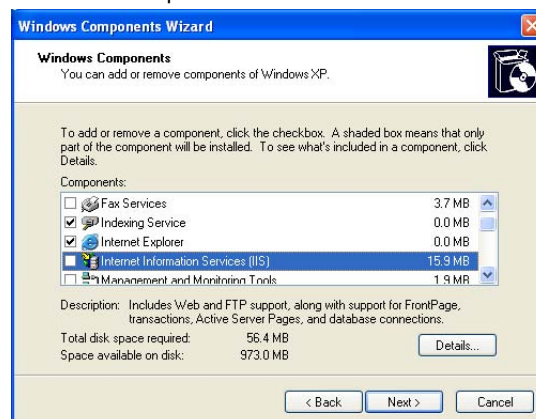 Windows Components Wizard
Windows Components
You can add or remove components of Windows XP.
To add or remove a component, click the checkbox. A shaded box means that only
part of the component will be installed. To see what's included in a component, click
Details.
Components:
Fax Services 3.7 MB
Indexing Service 0.0 MB
Internet Explorer 0.0 MB
Internet Information Services (IIS) 15.9 MB
Management and Monitoring Tools 1.9 MB
Description: Includes Web and FTP support, along with support for FrontPage,
transactions, Active Server Pages, and database connections.
Total disk space required: 56.4 MB
Space available on disk: 973.0 MB
Details...
< Back Next > Cancel